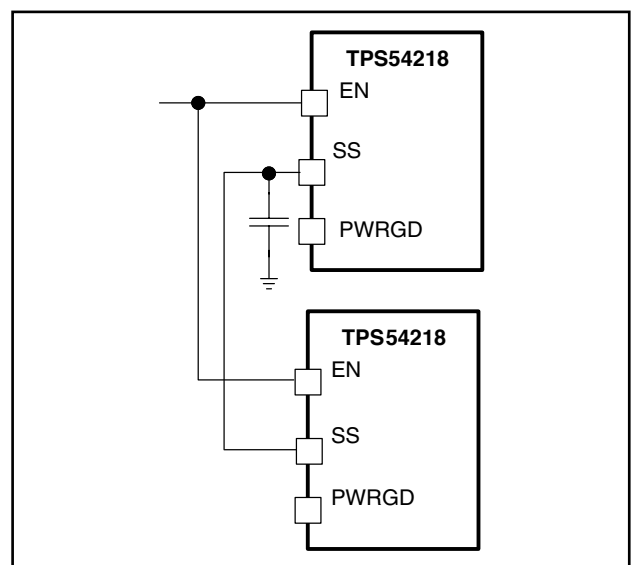 TPS54218
EN
SS
PWRGD
TPS54218
EN
SS
PWRGD